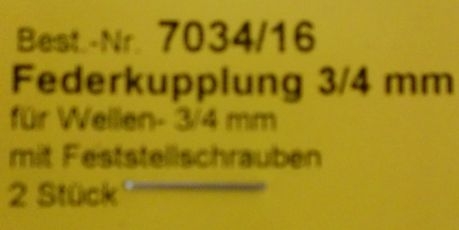 Best.-Nr. 7034/16
Federkupplung 3/4 mm
für Wellen- 3/4 mm
mit Feststellschrauben
2 Stück